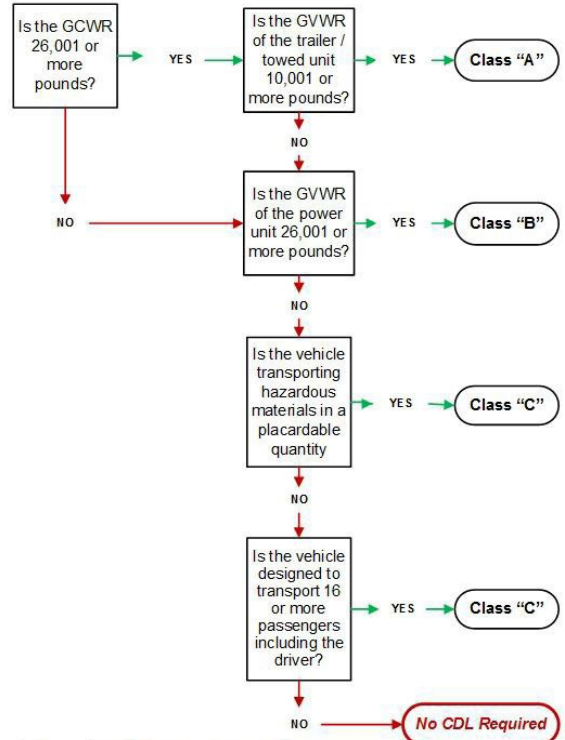 Is the GCWR
26,001 or
more
pounds?
YES
Is the GVWR
of the trailer /
towed unit
10,001 or
more pounds?
YES
Class “A”
NO
NO
Is the GVWR
of the power
unit 26,001 or
more pounds?
YES
Class “B”
NO
Is the vehicle
transporting
hazardous
materials in a
placardable
quantity
YES
Class “C”
NO
Is the vehicle
designed to
transport 16
or more
passengers
including the
driver?
YES
Class “C”
NO
No CDL Required